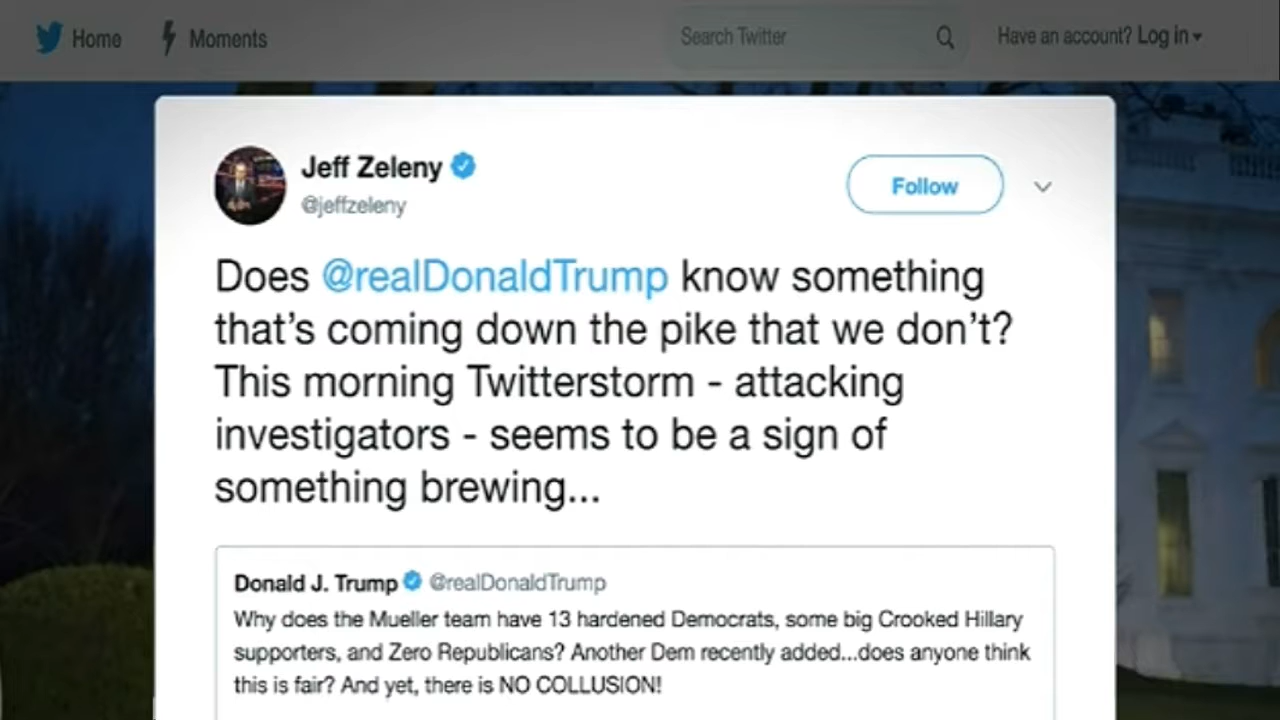 Home Moments Search Twitter Have an account? Log in
Jeff Zeleny
@jeffzeleny
Follow
Does @realDonaldTrump know something
that's coming down the pike that we don't?
This morning Twitterstorm - attacking
investigators - seems to be a sign of
something brewing...
Donald J. Trump @realDonaldTrump
Why does the Mueller team have 13 hardened Democrats, some big Crooked Hillary
supporters, and Zero Republicans? Another Dem recently added...does anyone think
this is fair? And yet, there is NO COLLUSION!